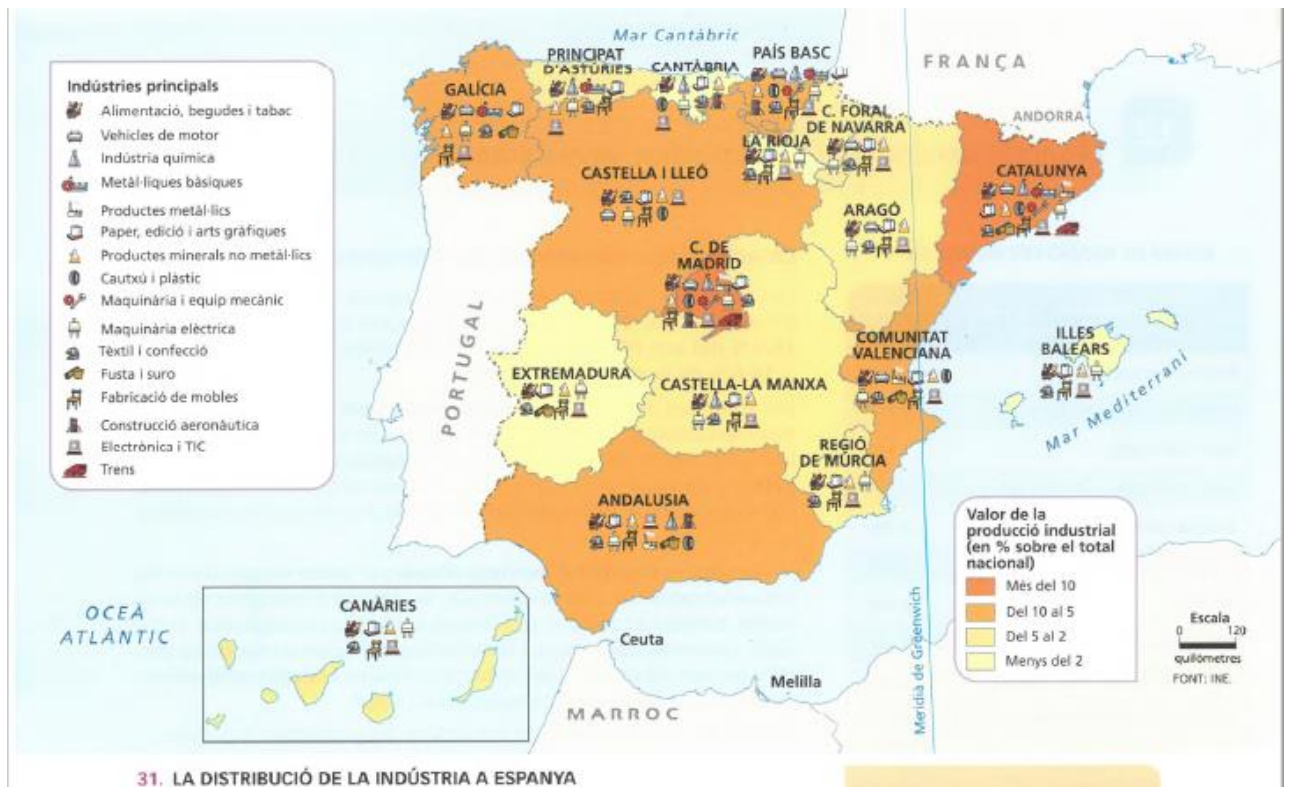 Mar Cantàbric
Indústries principals
Alimentació, begudes i tabac
Vehicles de motor
Indústria química
Metàl·liques bàsiques
Productes metàl·lics
Paper, edició i arts gràfiques
Productes minerals no metàl·lics
Cautxú i plàstic
Maquinària i equip mecànic
Maquinària elèctrica
Tèxtil i confecció
Fusta i suro
Fabricació de mobles
Construcció aeronàutica
Electrònica i TIC
Trens
PRINCIPAT
D'ASTÚRIES
CANTÀBRIA
PAÍS BASC
FRANÇA
GALÍCIA
ANDORRA
C. FORAL
DE NAVARRA
LA RIOJA
CASTELLA I LLEÓ
CATALUNYA
ARAGÓ
C. DE
MADRID
PORTUGAL
COMUNITAT
VALENCIANA
ILLES
BALEARS
EXTREMADURA
CASTELLA-LA MANXA
Mar Mediterrani
REGIÓ
DE MÚRCIA
ANDALUSIA
Valor de la
producció industrial
(en % sobre el total
nacional)
Més del 10
Del 10 al 5
Del 5 al 2
Menys del 2
OCEÀ
ATLÀNTIC
CANÀRIES
Ceuta
Melilla
MARROC
Meridià de Greenwich
Escala
0 120
quilòmetres
FONT: INE.
31. LA DISTRIBUCIÓ DE LA INDÚSTRIA A ESPANYA